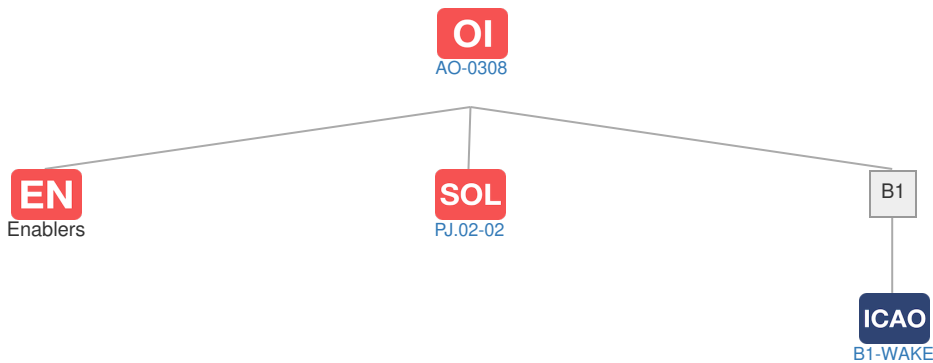 OI
AO-0308
EN
Enablers
SOL
PJ.02-02
B1
ICAO
B1-WAKE